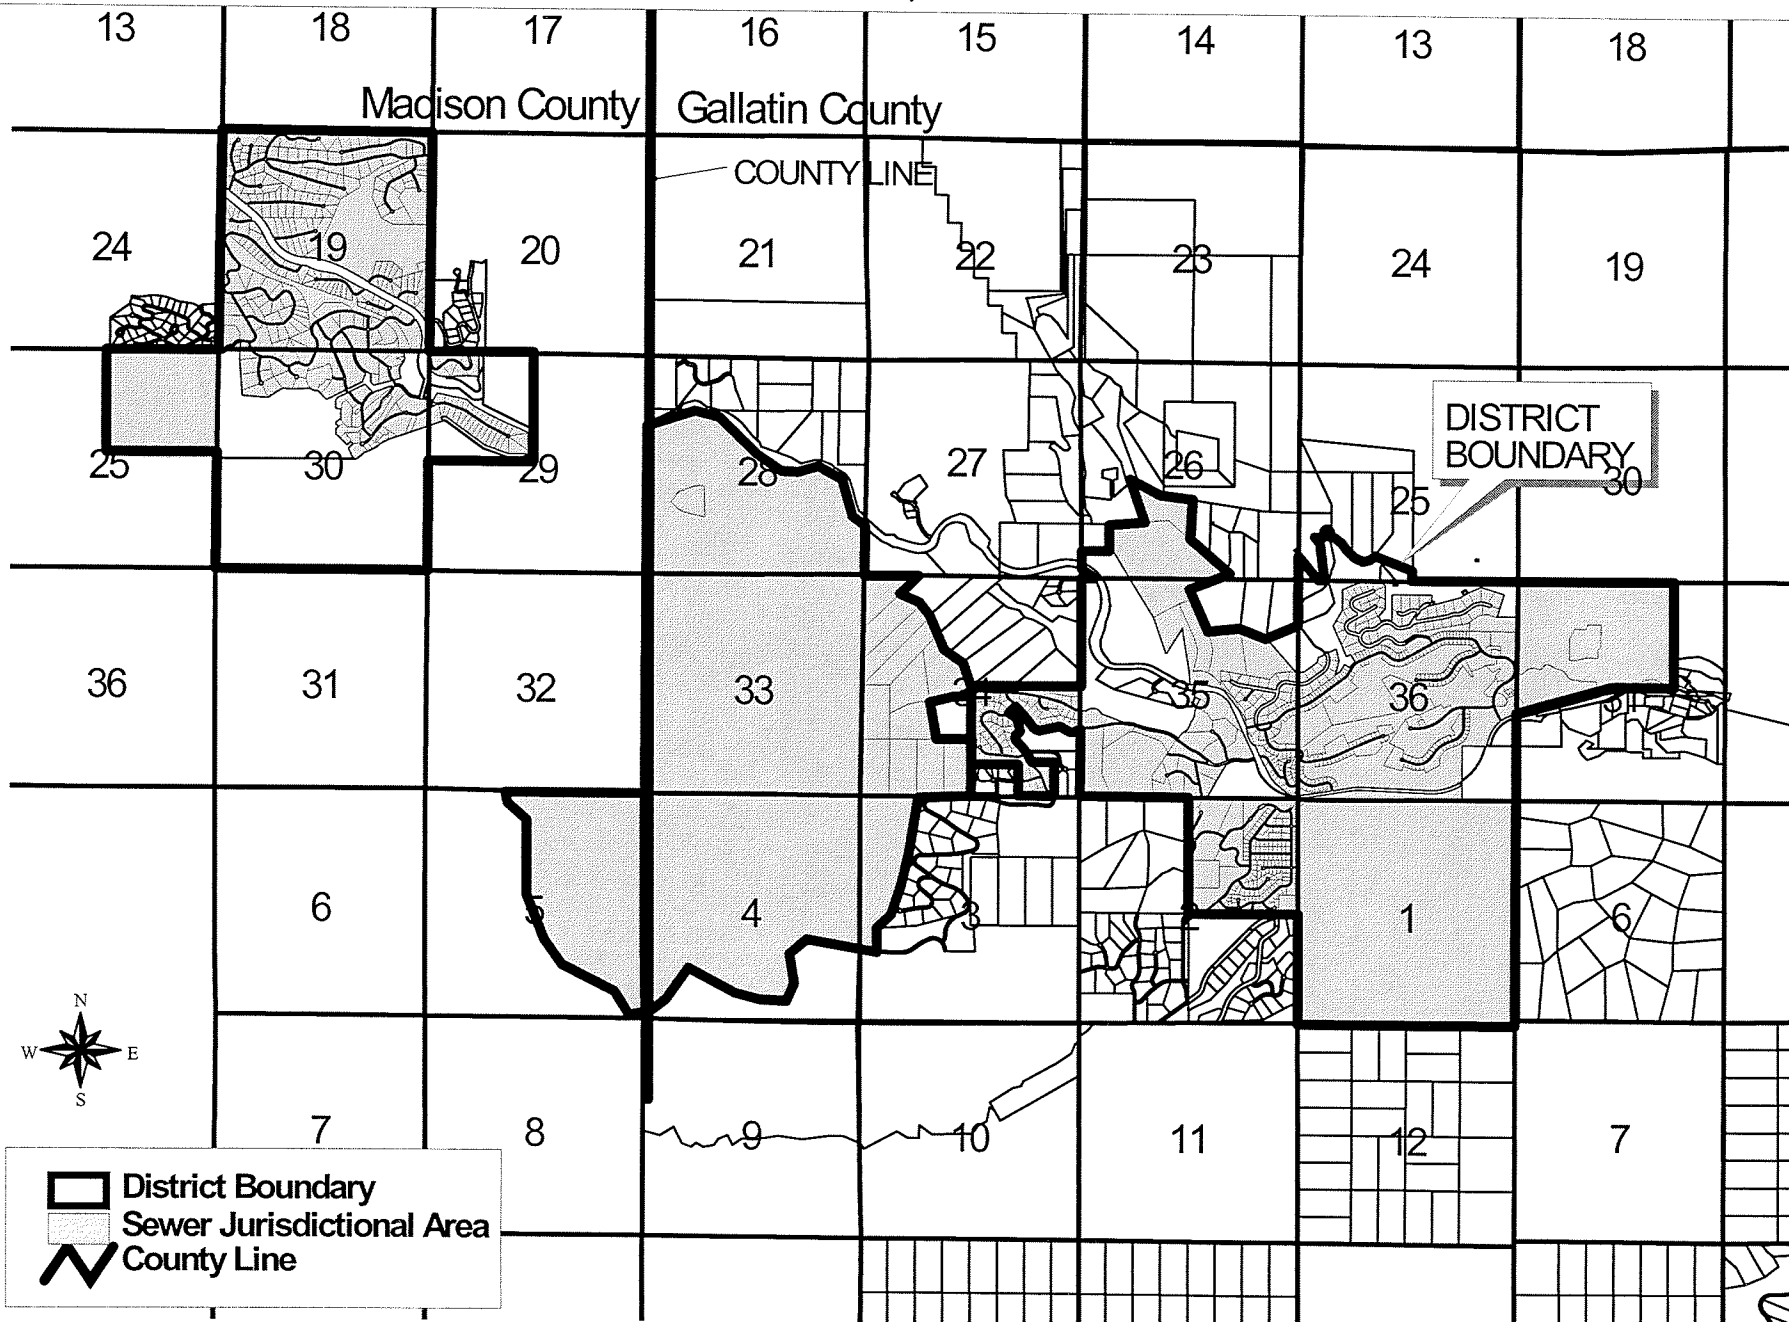 13 18 17 16 15 14 13 18
Madison County Gallatin County
COUNTY LINE
24 19 20 21 22 23 24 19
DISTRICT
BOUNDARY
25 30 29 28 27 26 25 30
36 31 32 33 34 35 36 31
6 5 4 3 2 1 6
N
W E
S
7 8 9 10 11 12 7
District Boundary
Sewer Jurisdictional Area
County Line